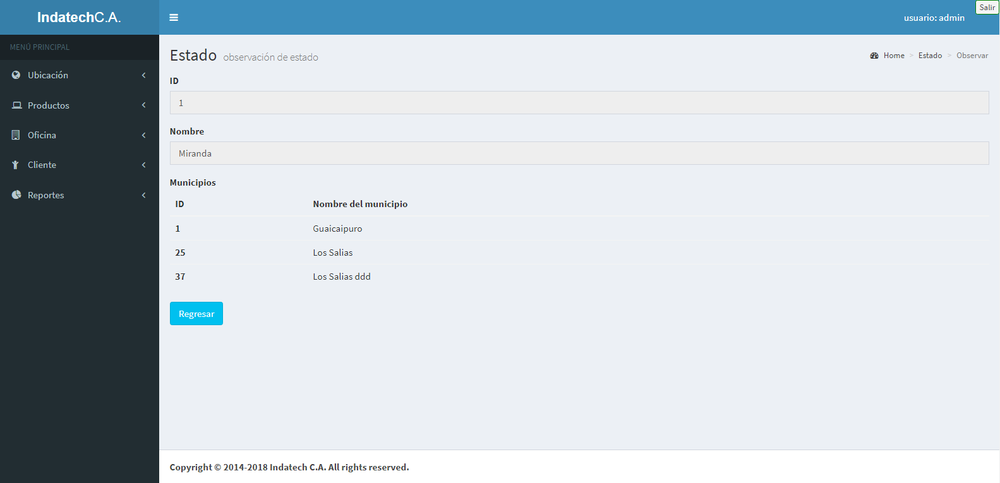 IndatechC.A.
usuario: admin
Salir
MENÚ PRINCIPAL
Ubicación
Productos
Oficina
Cliente
Reportes
Estado observación de estado
Home > Estado > Observar
ID
1
Nombre
Miranda
Municipios
ID Nombre del municipio
1 Guaicaipuro
25 Los Salias
37 Los Salias ddd
Regresar
Copyright © 2014-2018 Indatech C.A. All rights reserved.